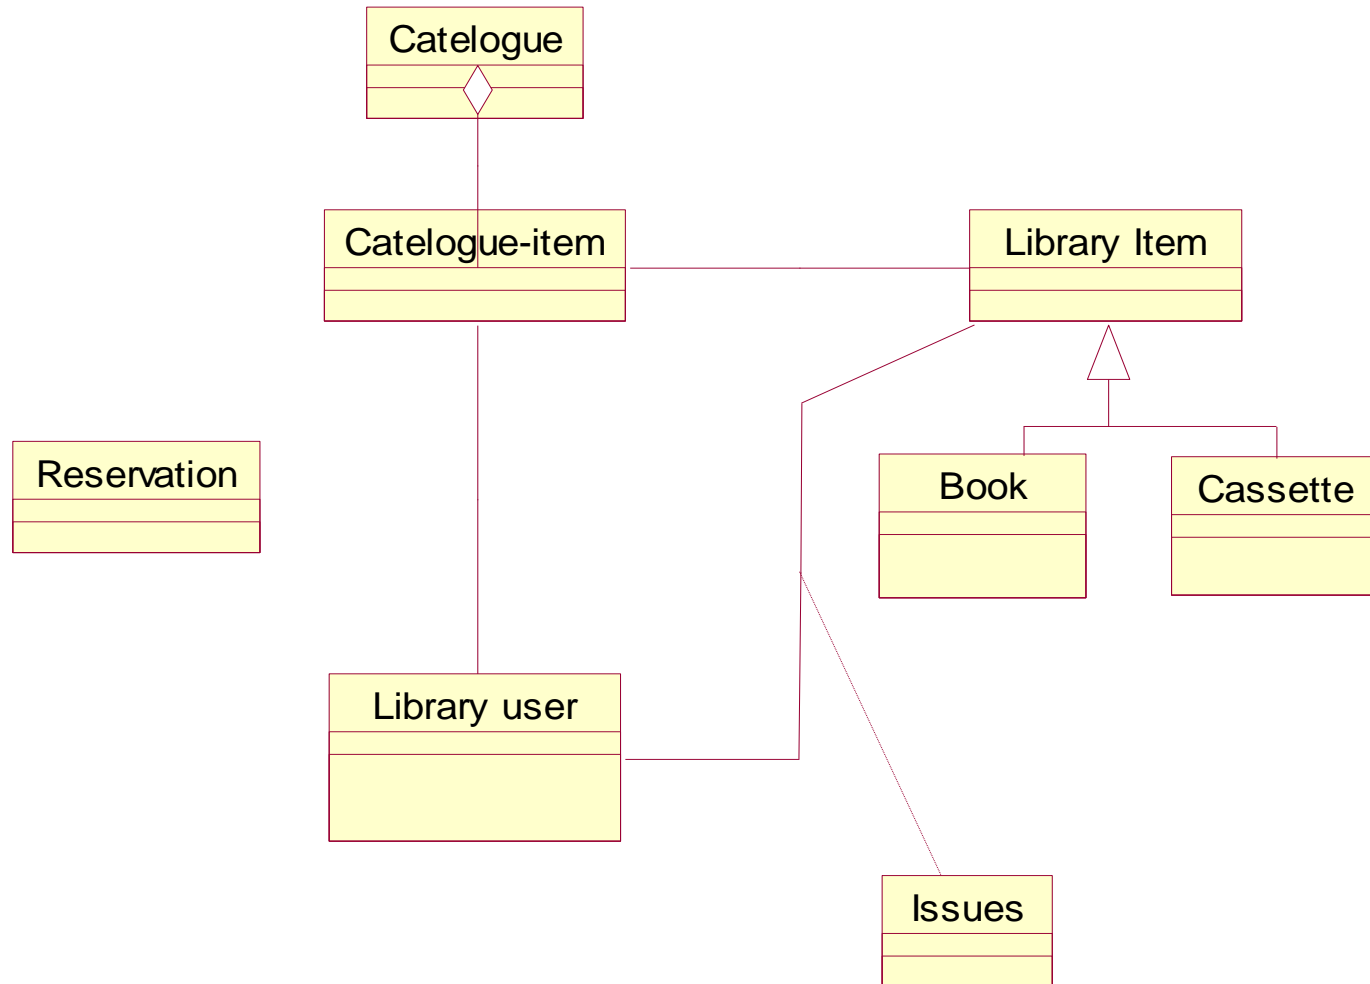 Catelogue
Catelogue-item
Library Item
Reservation
Book
Cassette
Library user
Issues